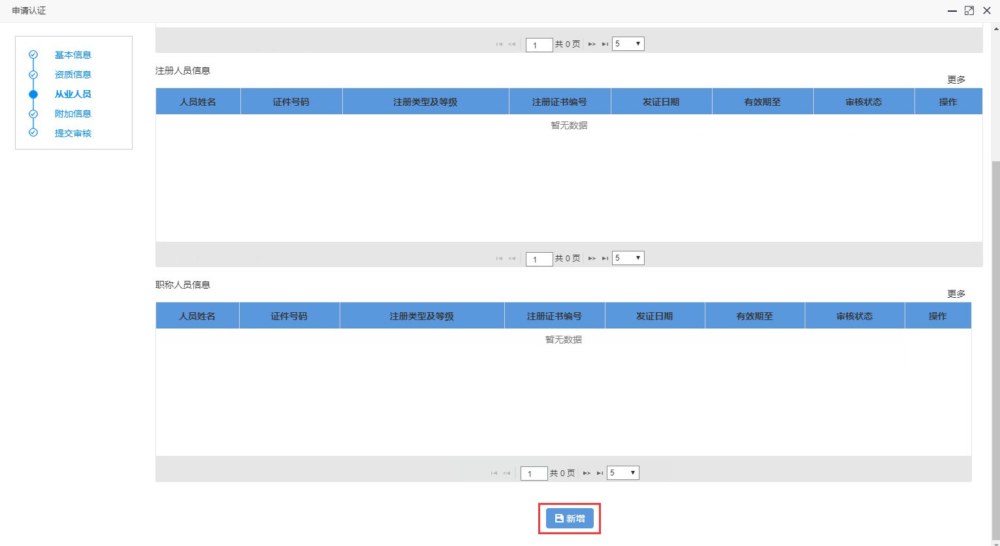 申请认证
基本信息
资质信息
从业人员
附加信息
提交审核
1 共 0 页 5
注册人员信息
更多
人员姓名 证件号码 注册类型及等级 注册证书编号 发证日期 有效期至 审核状态 操作
暂无数据
1 共 0 页 5
职称人员信息
更多
人员姓名 证件号码 注册类型及等级 注册证书编号 发证日期 有效期至 审核状态 操作
暂无数据
1 共 0 页 5
新增